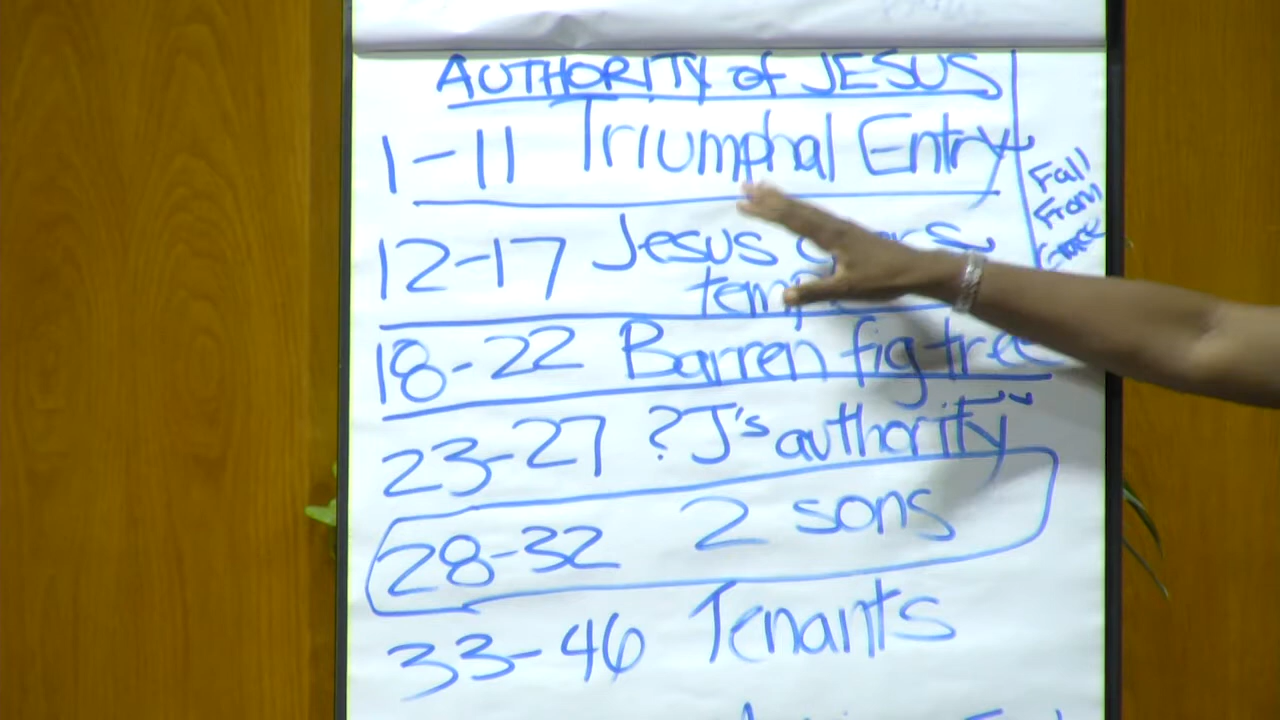 AUTHORITY of JESUS
1-11 Triumphal Entry
Fall
From
Grace
12-17 Jesus
18-22 Barren fig tree
23-27 ?J's authority
28-32 2 sons
33-46 Tenants